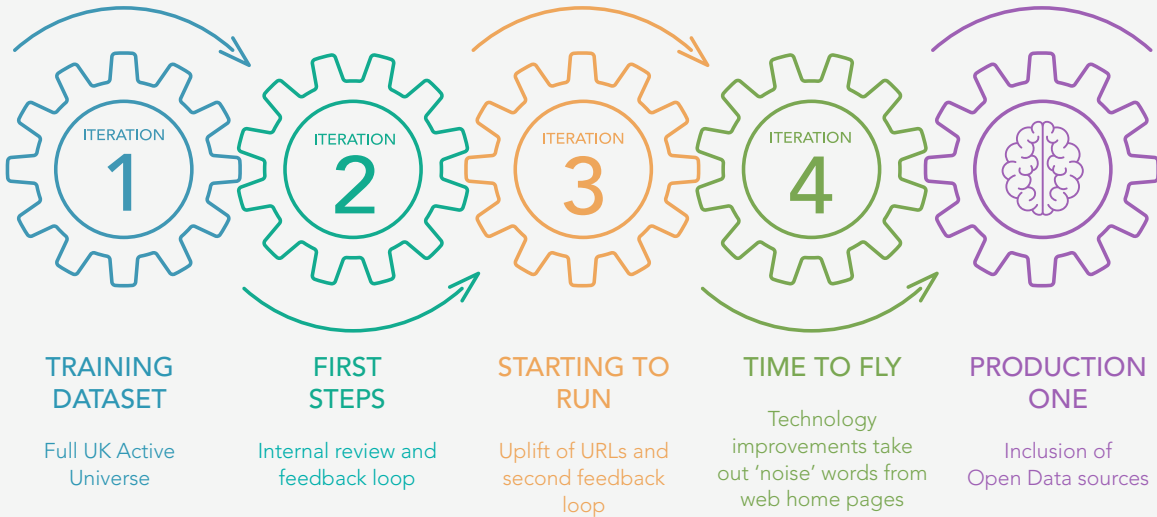 ITERATION
1
ITERATION
2
ITERATION
3
ITERATION
4
TRAINING
DATASET
Full UK Active
Universe
FIRST
STEPS
Internal review and
feedback loop
STARTING TO
RUN
Uplift of URLs and
second feedback
loop
TIME TO FLY
Technology
improvements take
out ‘noise’ words from
web home pages
PRODUCTION
ONE
Inclusion of
Open Data sources